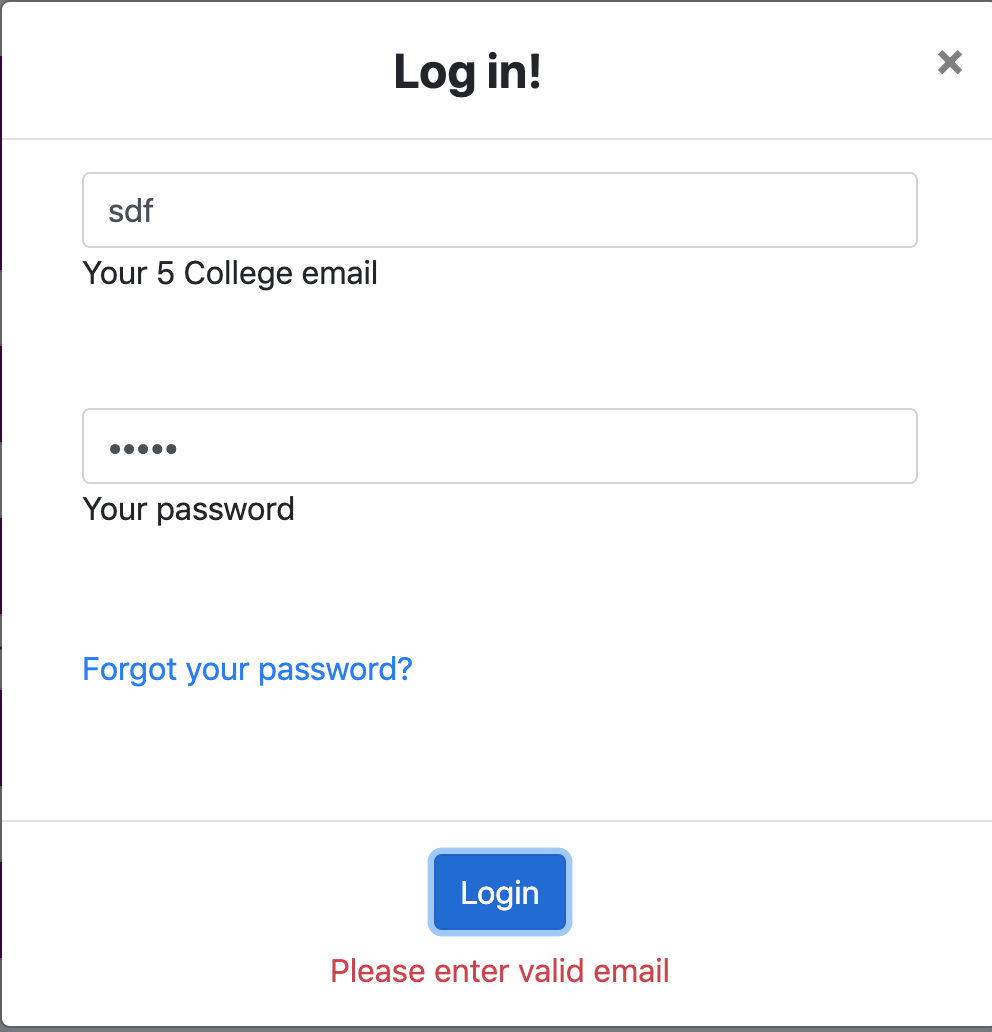 Log in!
×
sdf
Your 5 College email
•••••
Your password
Forgot your password?
Login
Please enter valid email